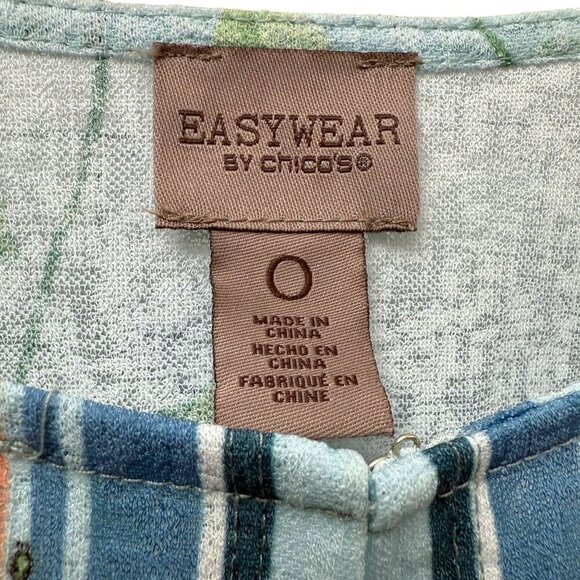 EASYWEAR
BY CHICO'S®
0
MADE IN
CHINA
HECHO EN
CHINA
FABRIQUÉ EN
CHINE